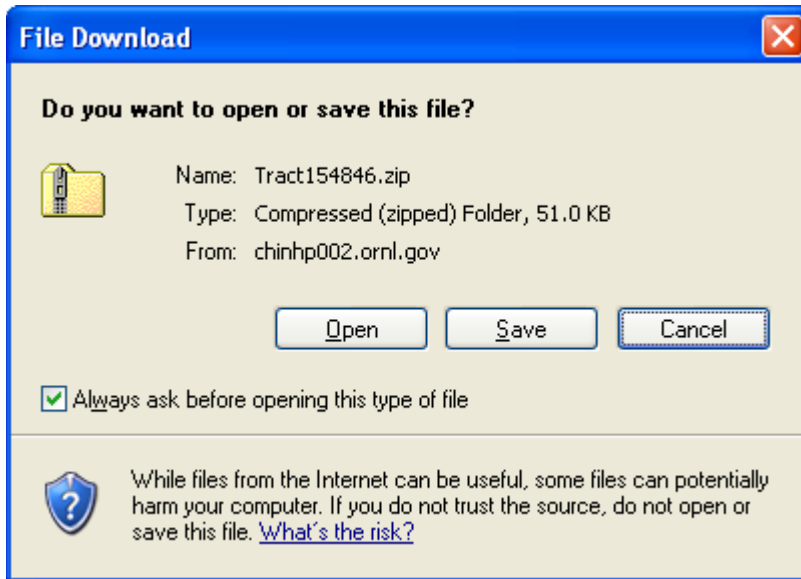 File Download
Do you want to open or save this file?
Name: Tract154846.zip
Type: Compressed (zipped) Folder, 51.0 KB
From: chinhp002.ornl.gov
Open Save Cancel
Always ask before opening this type of file
While files from the Internet can be useful, some files can potentially
harm your computer. If you do not trust the source, do not open or
save this file. What's the risk?